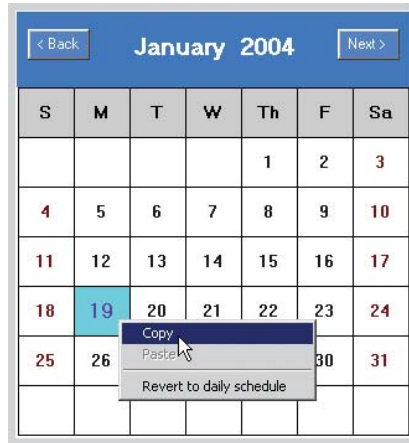 < Back January 2004 Next >
S M T W Th F Sa
1 2 3
4 5 6 7 8 9 10
11 12 13 14 15 16 17
18 19 20 21 22 23 24
Copy
Paste
25 26 30 31
Revert to daily schedule